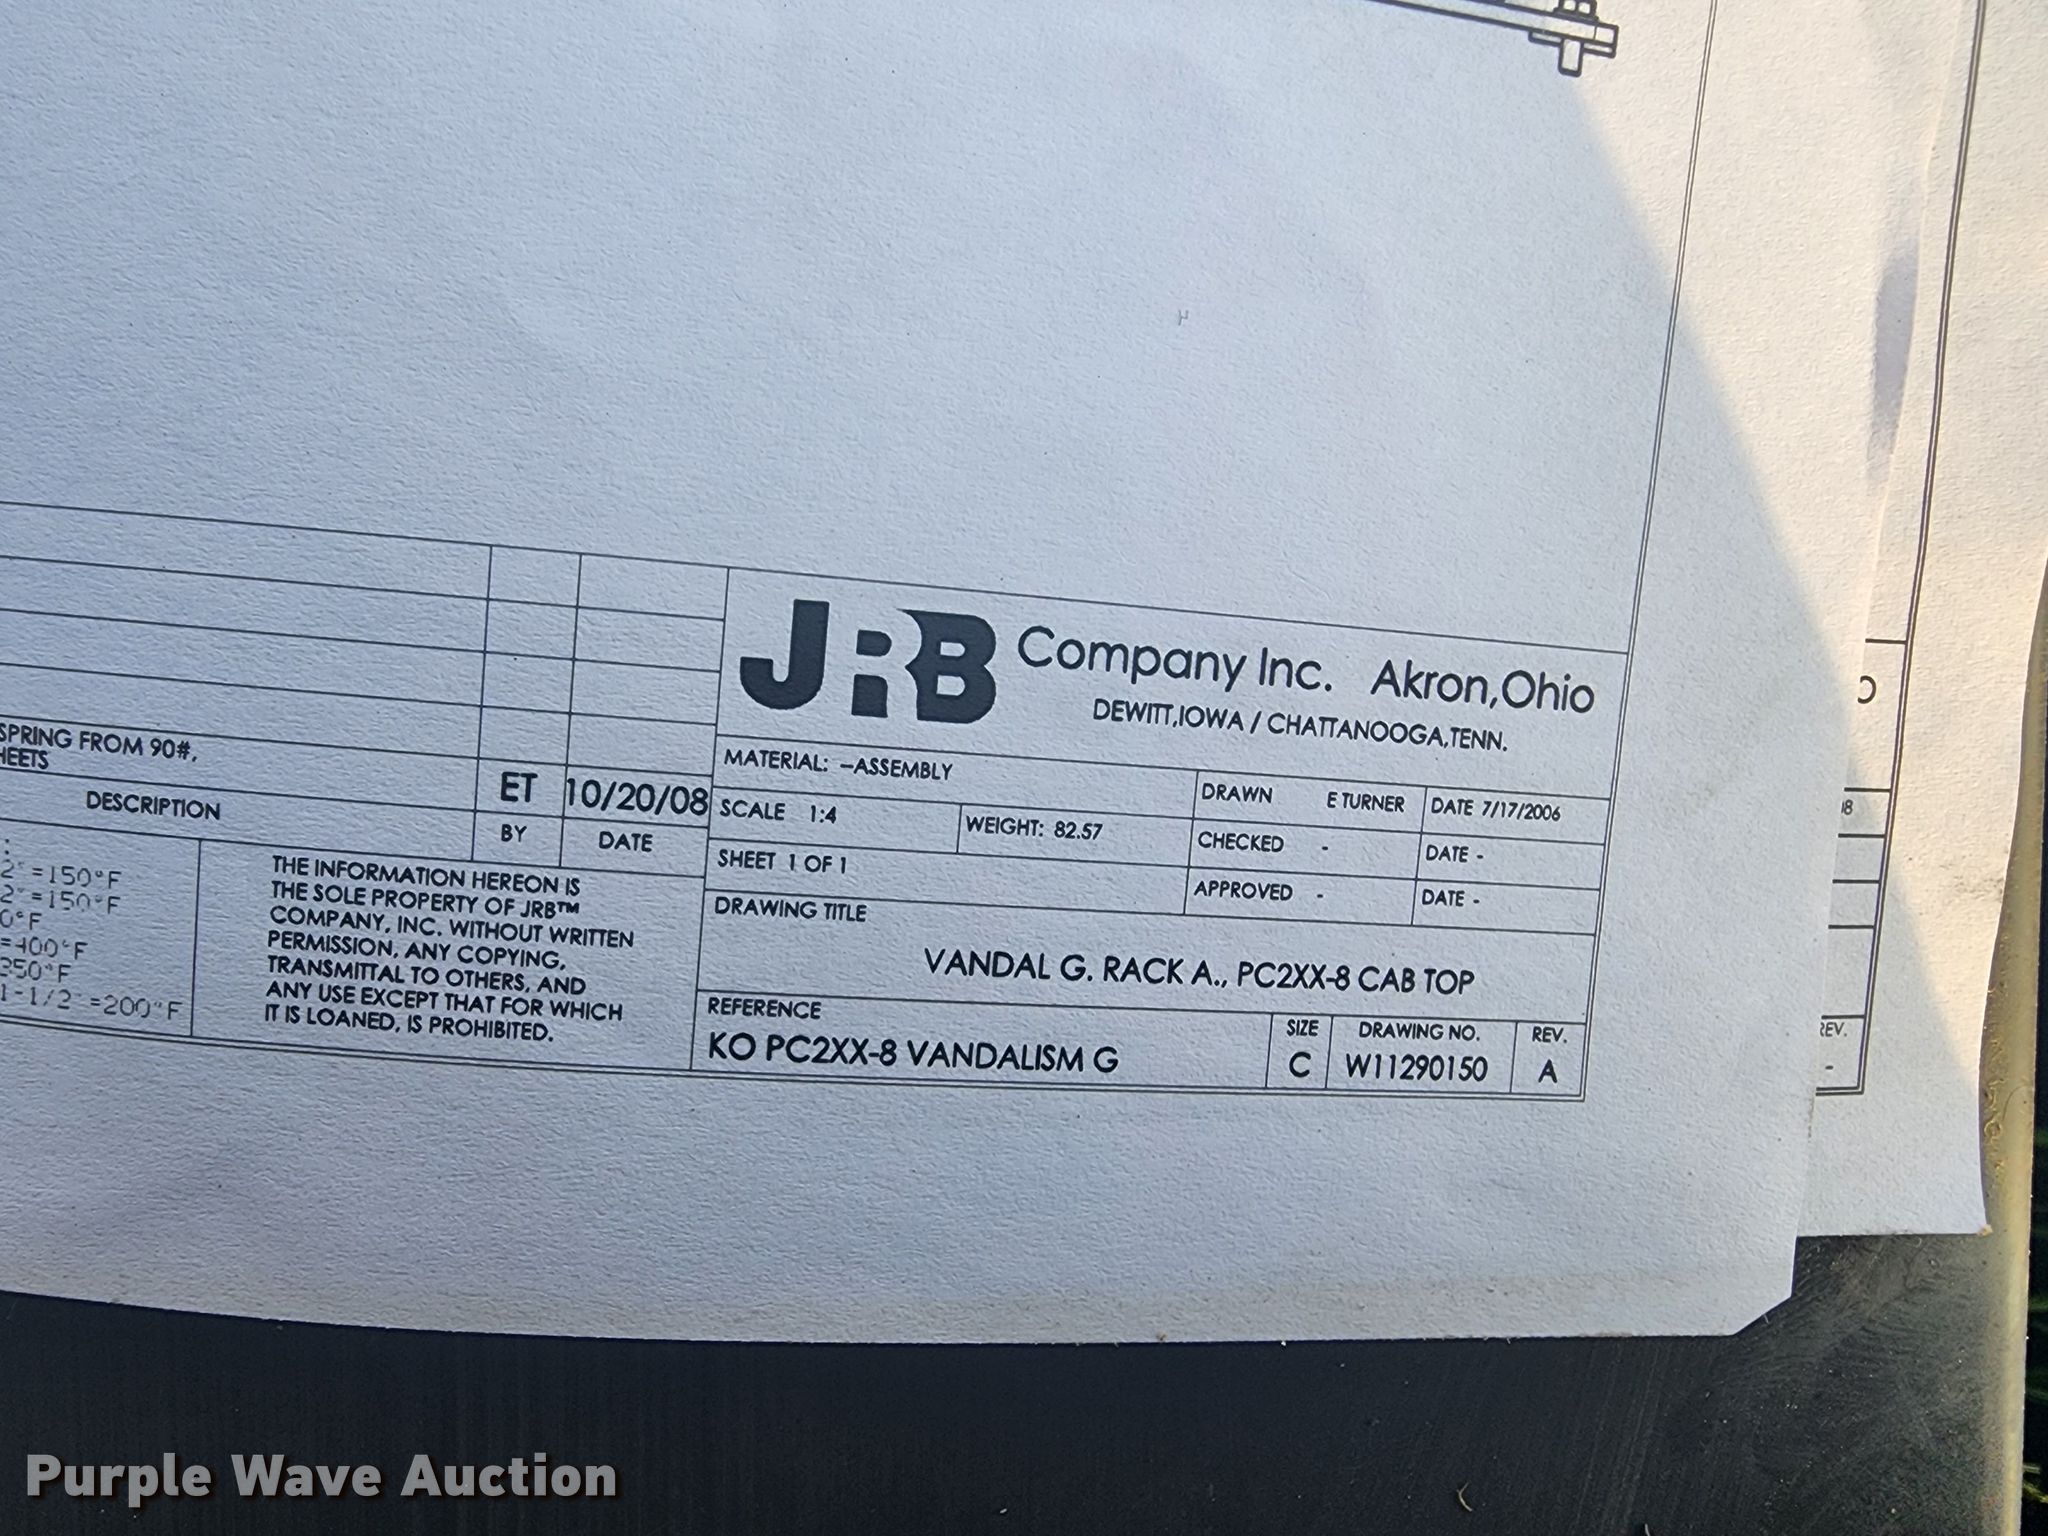 JRB Company Inc. Akron,Ohio
DEWITT,IOWA / CHATTANOOGA,TENN.
SPRING FROM 90#,
ET 10/20/08
DESCRIPTION
BY DATE
MATERIAL: -ASSEMBLY
SCALE 1:4
WEIGHT: 82.57
SHEET 1 OF 1
DRAWN E TURNER DATE 7/17/2006
CHECKED - DATE -
APPROVED - DATE -
DRAWING TITLE
VANDAL G. RACK A., PC2XX-8 CAB TOP
REFERENCE
KO PC2XX-8 VANDALISM G
SIZE
C
DRAWING NO.
W11290150
REV.
A
2" =150°F
2" =150°F
0°F
=400°F
350°F
1-1/2" =200°F
THE INFORMATION HEREON IS
THE SOLE PROPERTY OF JRB™
COMPANY, INC. WITHOUT WRITTEN
PERMISSION, ANY COPYING,
TRANSMITTAL TO OTHERS, AND
ANY USE EXCEPT THAT FOR WHICH
IT IS LOANED, IS PROHIBITED.
REV.
-
Purple Wave Auction